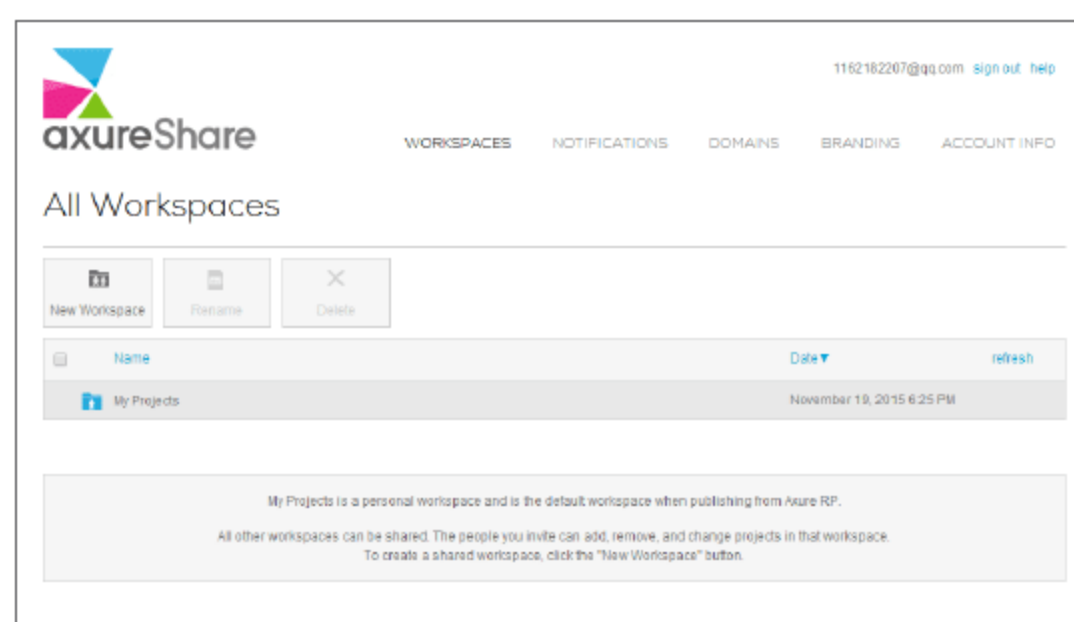 1162182207@qq.com sign out help
axureShare
WORKSPACES NOTIFICATIONS DOMAINS BRANDING ACCOUNT INFO
All Workspaces
New Workspace Rename Delete
Name Date▼ refresh
My Projects November 19, 2015 6:25 PM
My Projects is a personal workspace and is the default workspace when publishing from Axure RP.
All other workspaces can be shared. The people you invite can add, remove, and change projects in that workspace.
To create a shared workspace, click the "New Workspace" button.